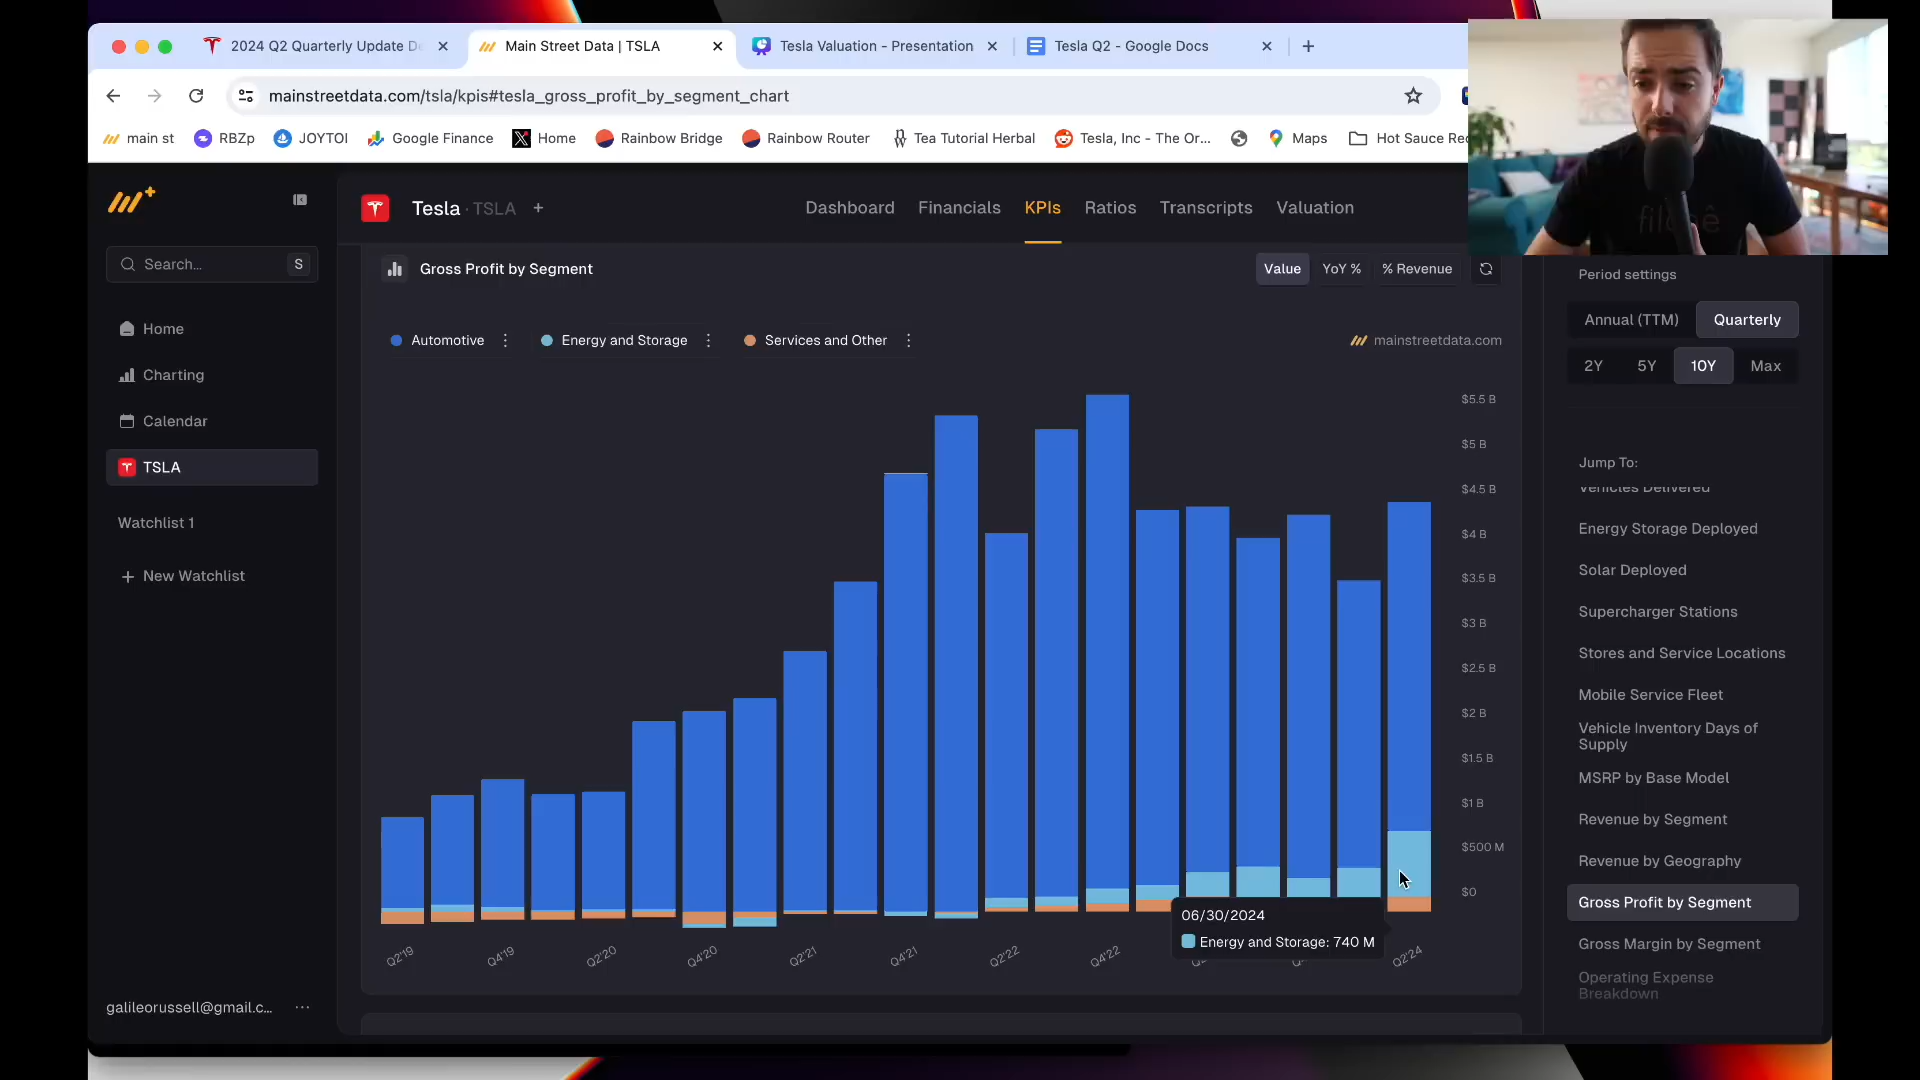 2024 Q2 Quarterly Update De
Main Street Data | TSLA
Tesla Valuation - Presentation
Tesla Q2 - Google Docs
mainstreetdata.com/tsla/kpis#tesla_gross_profit_by_segment_chart
main st
RBZp
JOYTOI
Google Finance
Home
Rainbow Bridge
Rainbow Router
Tea Tutorial Herbal
Tesla, Inc - The Or...
Maps
Hot Sauce Rec
Search...
S
Home
Charting
Calendar
TSLA
Watchlist 1
+ New Watchlist
galileorussell@gmail.c...
Tesla · TSLA +
Dashboard
Financials
KPIs
Ratios
Transcripts
Valuation
Gross Profit by Segment
Value
YoY %
% Revenue
Automotive
Energy and Storage
Services and Other
mainstreetdata.com
$5.5 B
$5 B
$4.5 B
$4 B
$3.5 B
$3 B
$2.5 B
$2 B
$1.5 B
$1 B
$500 M
$0
06/30/2024
Energy and Storage: 740 M
Q2'19
Q4'19
Q2'20
Q4'20
Q2'21
Q4'21
Q2'22
Q4'22
Q2'24
Period settings
Annual (TTM)
Quarterly
2Y
5Y
10Y
Max
Jump To:
Vehicles Delivered
Energy Storage Deployed
Solar Deployed
Supercharger Stations
Stores and Service Locations
Mobile Service Fleet
Vehicle Inventory Days of
Supply
MSRP by Base Model
Revenue by Segment
Revenue by Geography
Gross Profit by Segment
Gross Margin by Segment
Operating Expense
Breakdown